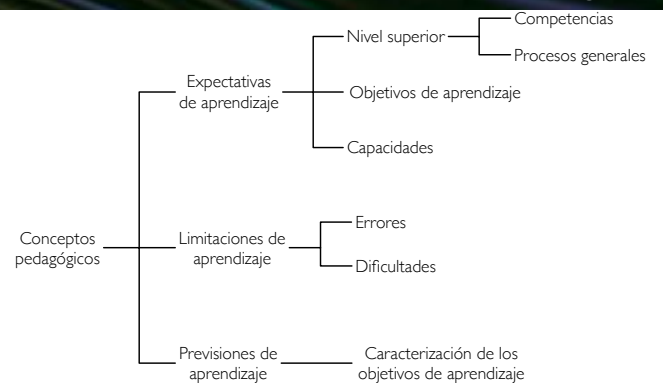 Competencias
Nivel superior
Procesos generales
Expectativas
de aprendizaje
Objetivos de aprendizaje
Capacidades
Conceptos
pedagógicos
Limitaciones de
aprendizaje
Errores
Dificultades
Previsiones de
aprendizaje
Caracterización de los
objetivos de aprendizaje